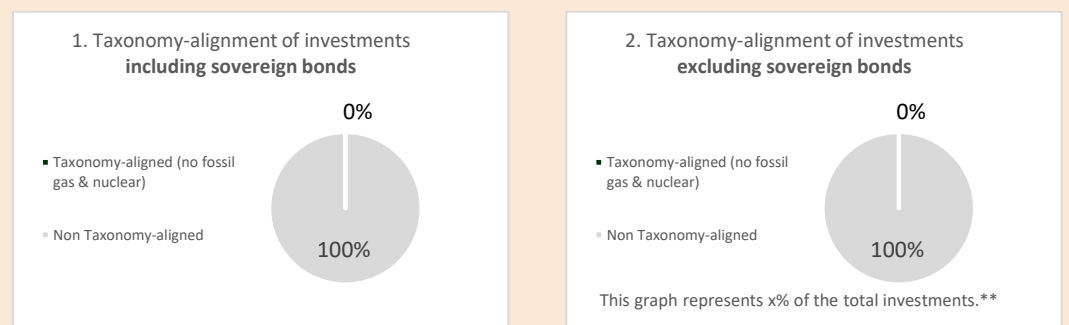 1. Taxonomy-alignment of investments
including sovereign bonds
0%
Taxonomy-aligned (no fossil
gas & nuclear)
Non Taxonomy-aligned
100%
2. Taxonomy-alignment of investments
excluding sovereign bonds
0%
Taxonomy-aligned (no fossil
gas & nuclear)
Non Taxonomy-aligned
100%
This graph represents x% of the total investments.**